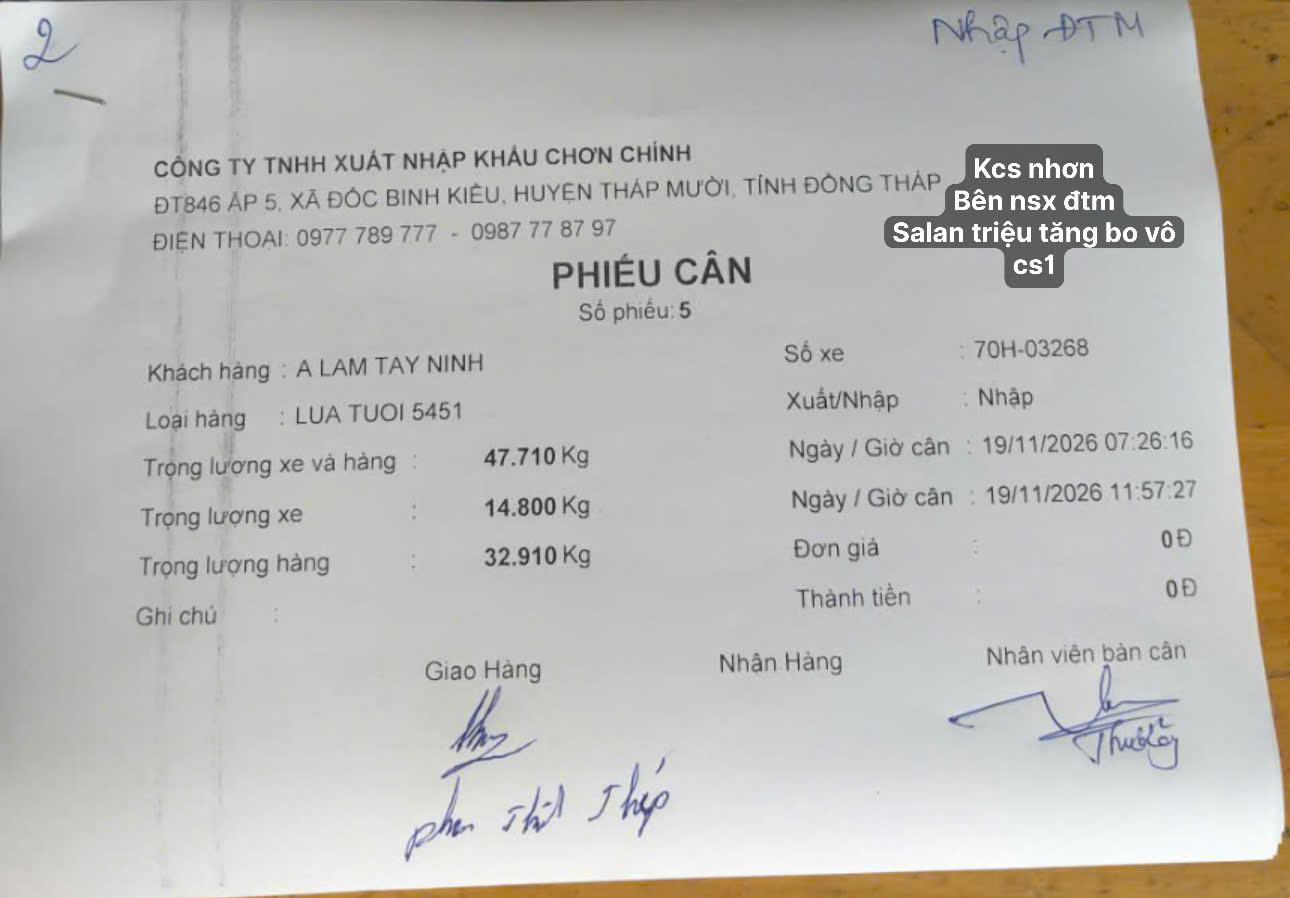 2
Nhập ĐTM
CÔNG TY TNHH XUẤT NHẬP KHẨU CHƠN CHÍNH
ĐT846 ẤP 5, XÃ ĐỐC BINH KIỀU, HUYỆN THÁP MƯỜI, TỈNH ĐỒNG THÁP
ĐIỆN THOẠI: 0977 789 777 - 0987 77 87 97
Kcs nhơn
Bên nsx đtm
Salan triệu tăng bo vô
cs1
PHIẾU CÂN
Số phiếu: 5
Khách hàng : A LAM TAY NINH
Số xe : 70H-03268
Loại hàng : LUA TUOI 5451
Xuất/Nhập : Nhập
Trọng lượng xe và hàng : 47.710 Kg
Ngày / Giờ cân : 19/11/2026 07:26:16
Trọng lượng xe : 14.800 Kg
Ngày / Giờ cân : 19/11/2026 11:57:27
Trọng lượng hàng : 32.910 Kg
Đơn giá : 0 Đ
Ghi chú :
Thành tiền : 0 Đ
Giao Hàng
Nhận Hàng
Nhân viên bàn cân